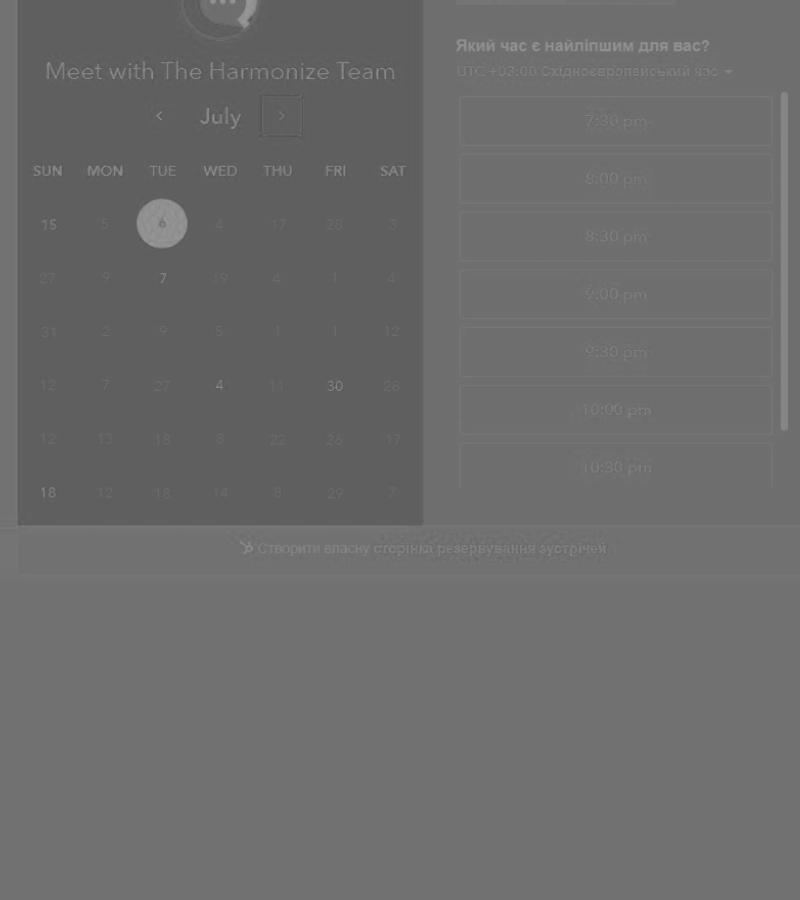 Meet with The Harmonize Team
July
SUN MON TUE WED THU FRI SAT
15 5 6 4 17 28 3
27 9 7 19 4 1 4
31 2 9 5 1 1 12
12 7 27 4 11 30 28
12 13 18 8 22 26 17
18 12 18 14 8 29 7
Який час є найліпшим для вас?
UTC +03:00 Східноєвропейський час
7:30 pm
8:00 pm
8:30 pm
9:00 pm
9:30 pm
10:00 pm
10:30 pm
Створити власну сторінку резервування зустрічей